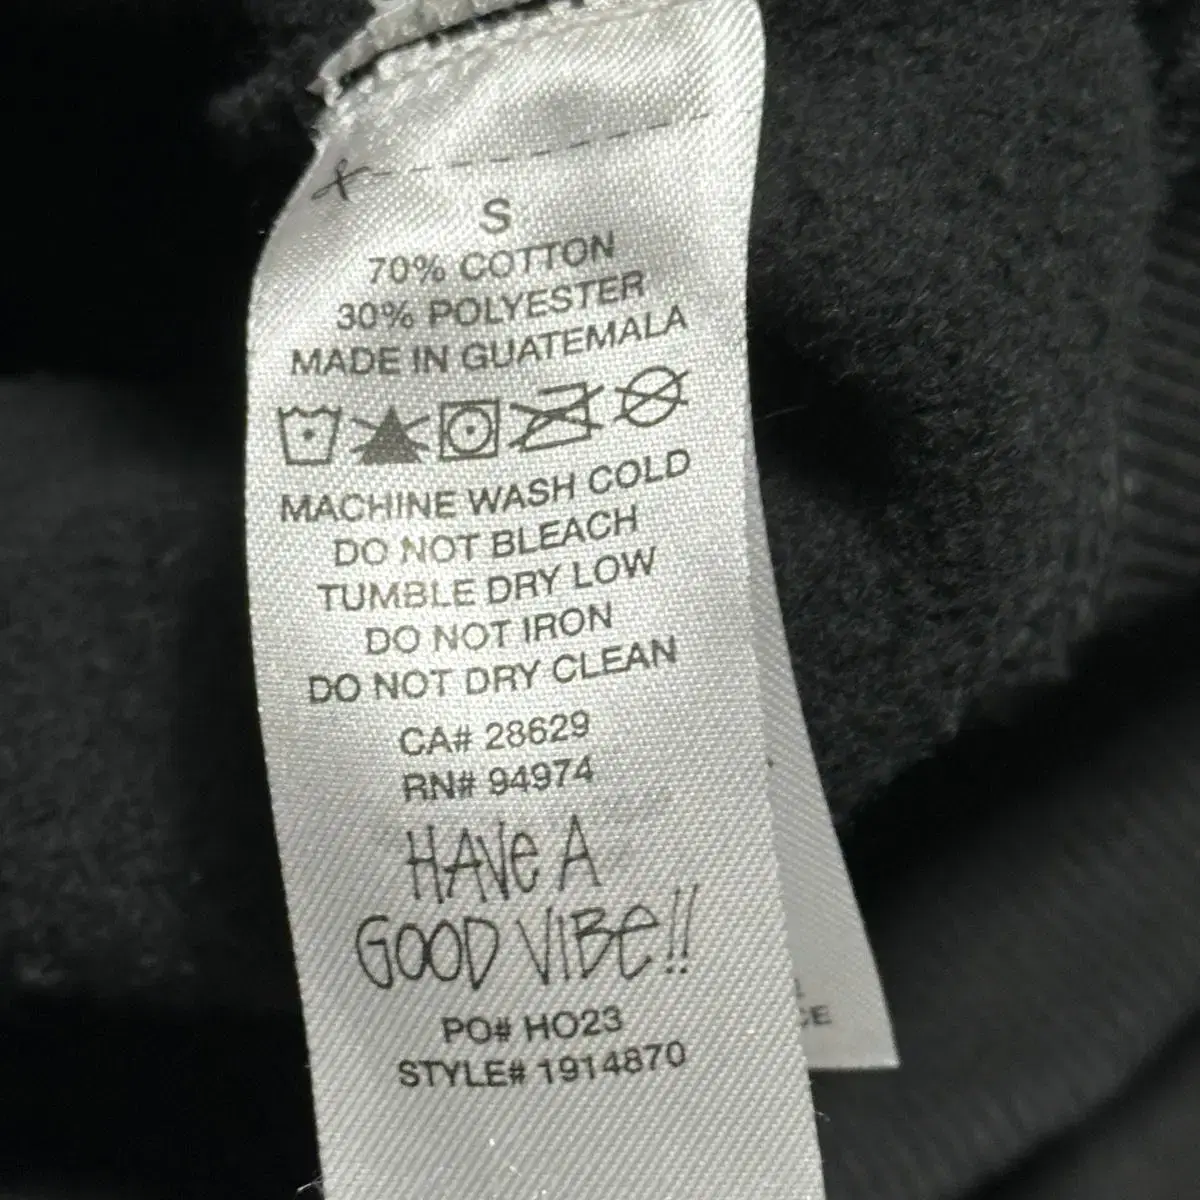 S
70% COTTON
30% POLYESTER
MADE IN GUATEMALA
MACHINE WASH COLD
DO NOT BLEACH
TUMBLE DRY LOW
DO NOT IRON
DO NOT DRY CLEAN
CA# 28629
RN# 94974
HAVE A
GOOD VIBE!!
PO# HO23
STYLE# 1914870